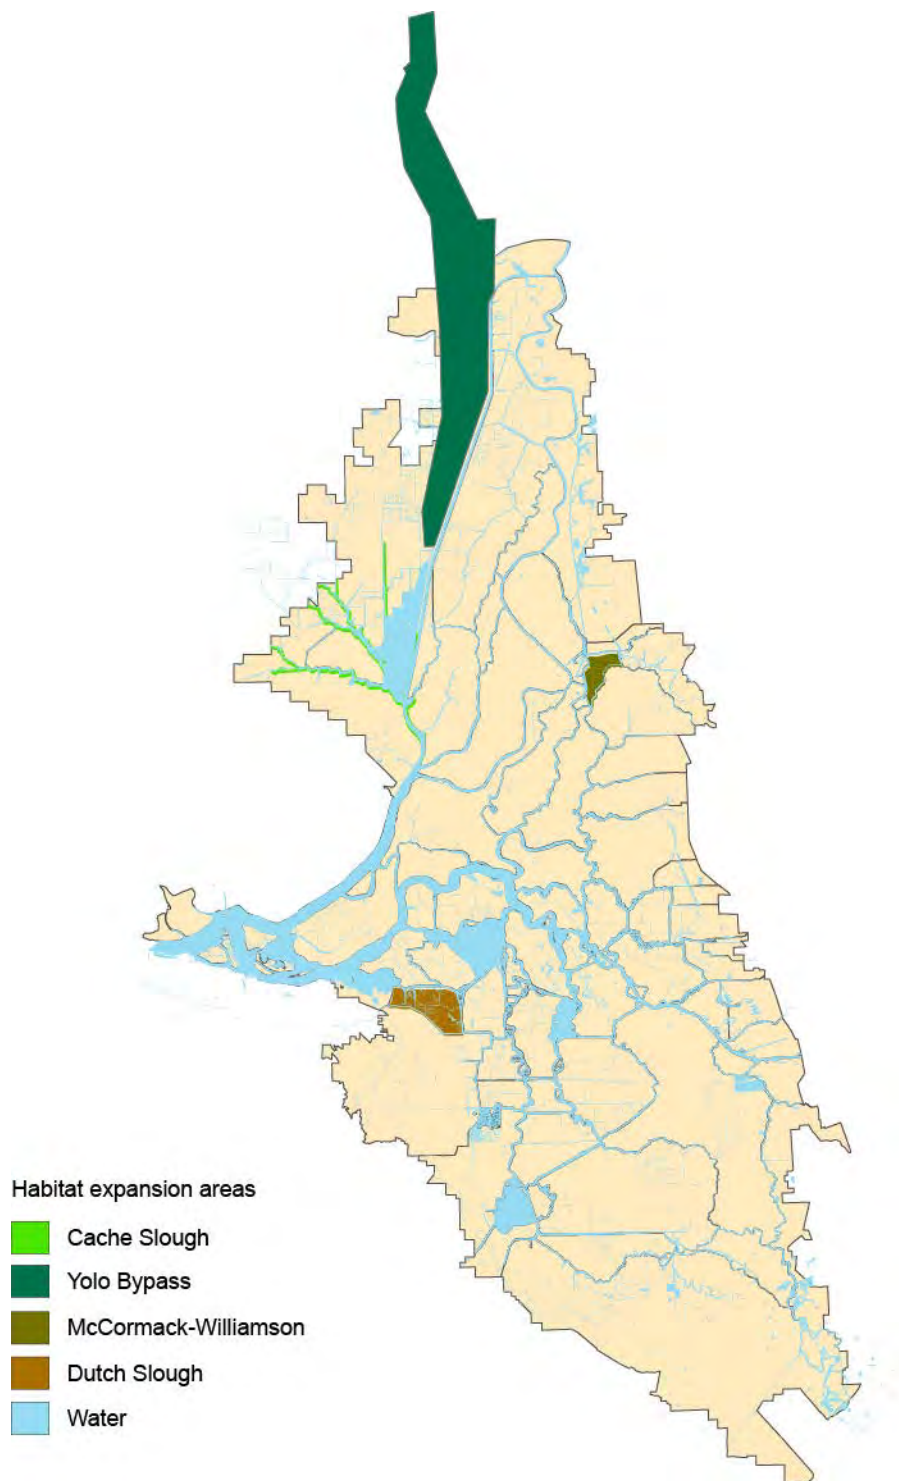 Habitat expansion areas
Cache Slough
Yolo Bypass
McCormack-Williamson
Dutch Slough
Water